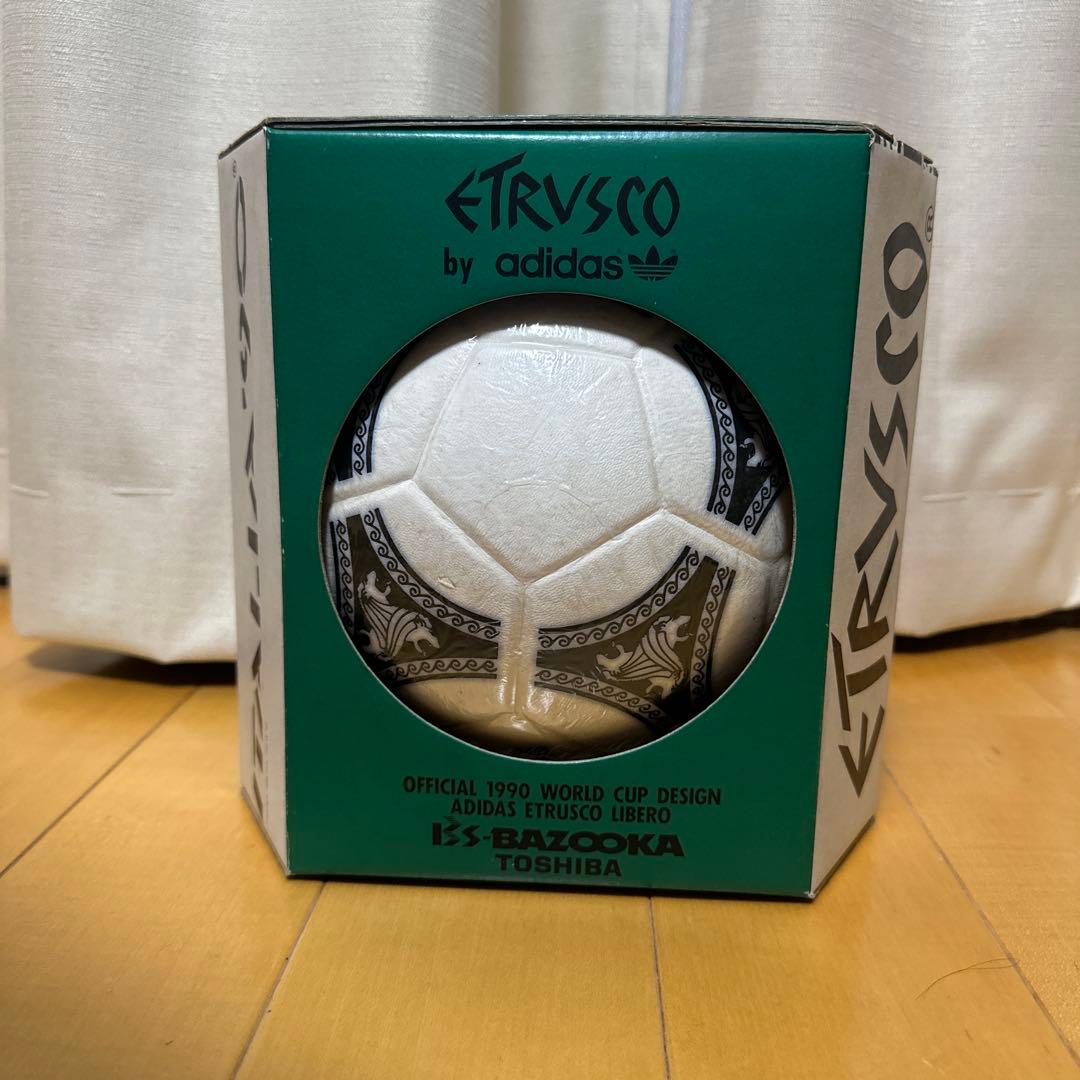 ETRVSCO
by adidas
OFFICIAL 1990 WORLD CUP DESIGN
ADIDAS ETRUSCO LIBERO
BS-BAZOOKA
TOSHIBA
ETRVSCO®